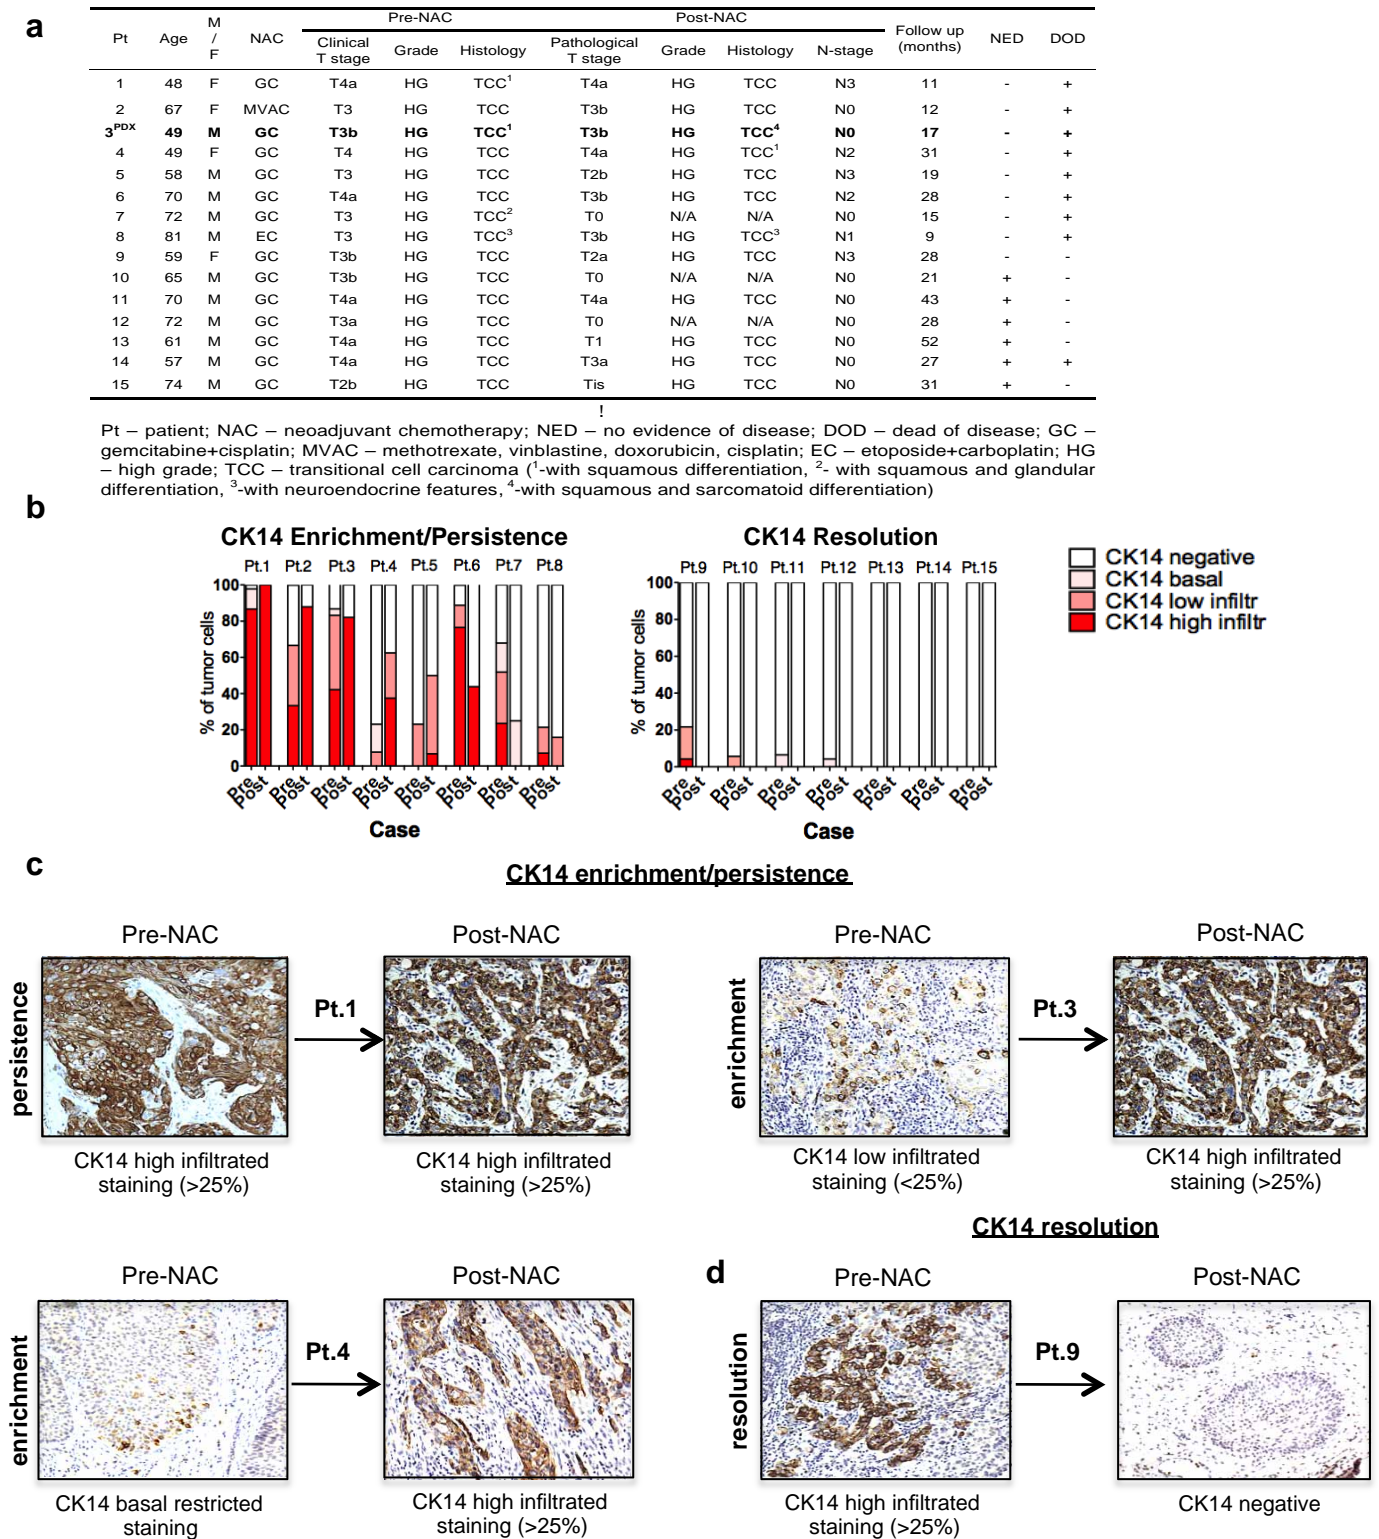 a
Pre-NAC Post-NAC
Pt Age M / F NAC Clinical T stage Grade Histology Pathological T stage Grade Histology N-stage Follow up (months) NED DOD
1 48 F GC T4a HG TCC1 T4a HG TCC N3 11 - +
2 67 F MVAC T3 HG TCC T3b HG TCC N0 12 - +
3PDX 49 M GC T3b HG TCC1 T3b HG TCC4 N0 17 - +
4 49 F GC T4 HG TCC T4a HG TCC1 N2 31 - +
5 58 M GC T3 HG TCC T2b HG TCC N3 19 - +
6 70 M GC T4a HG TCC T3b HG TCC N2 28 - +
7 72 M GC T3 HG TCC2 T0 N/A N/A N0 15 - +
8 81 M EC T3 HG TCC3 T3b HG TCC3 N1 9 - +
9 59 F GC T3b HG TCC T2a HG TCC N3 28 - -
10 65 M GC T3b HG TCC T0 N/A N/A N0 21 + -
11 70 M GC T4a HG TCC T4a HG TCC N0 43 + -
12 72 M GC T3a HG TCC T0 N/A N/A N0 28 + -
13 61 M GC T4a HG TCC T1 HG TCC N0 52 + -
14 57 M GC T4a HG TCC T3a HG TCC N0 27 + +
15 74 M GC T2b HG TCC Tis HG TCC N0 31 + -
!
Pt – patient; NAC – neoadjuvant chemotherapy; NED – no evidence of disease; DOD – dead of disease; GC –
gemcitabine+cisplatin; MVAC – methotrexate, vinblastine, doxorubicin, cisplatin; EC – etoposide+carboplatin; HG
– high grade; TCC – transitional cell carcinoma (1-with squamous differentiation, 2- with squamous and glandular
differentiation, 3-with neuroendocrine features, 4-with squamous and sarcomatoid differentiation)
b
CK14 Enrichment/Persistence
Pt.1 Pt.2 Pt.3 Pt.4 Pt.5 Pt.6 Pt.7 Pt.8
% of tumor cells
100
80
60
40
20
0
Pre Post Pre Post Pre Post Pre Post Pre Post Pre Post Pre Post Pre Post
Case
CK14 Resolution
Pt.9 Pt.10 Pt.11 Pt.12 Pt.13 Pt.14 Pt.15
% of tumor cells
100
80
60
40
20
0
Pre Post Pre Post Pre Post Pre Post Pre Post Pre Post Pre Post
Case
CK14 negative
CK14 basal
CK14 low infiltr
CK14 high infiltr
c
CK14 enrichment/persistence
persistence
Pre-NAC
Pt.1
Post-NAC
CK14 high infiltrated
staining (>25%)
CK14 high infiltrated
staining (>25%)
enrichment
Pre-NAC
Pt.3
Post-NAC
CK14 low infiltrated
staining (<25%)
CK14 high infiltrated
staining (>25%)
enrichment
Pre-NAC
Pt.4
Post-NAC
CK14 basal restricted
staining
CK14 high infiltrated
staining (>25%)
CK14 resolution
d
resolution
Pre-NAC
Pt.9
Post-NAC
CK14 high infiltrated
staining (>25%)
CK14 negative